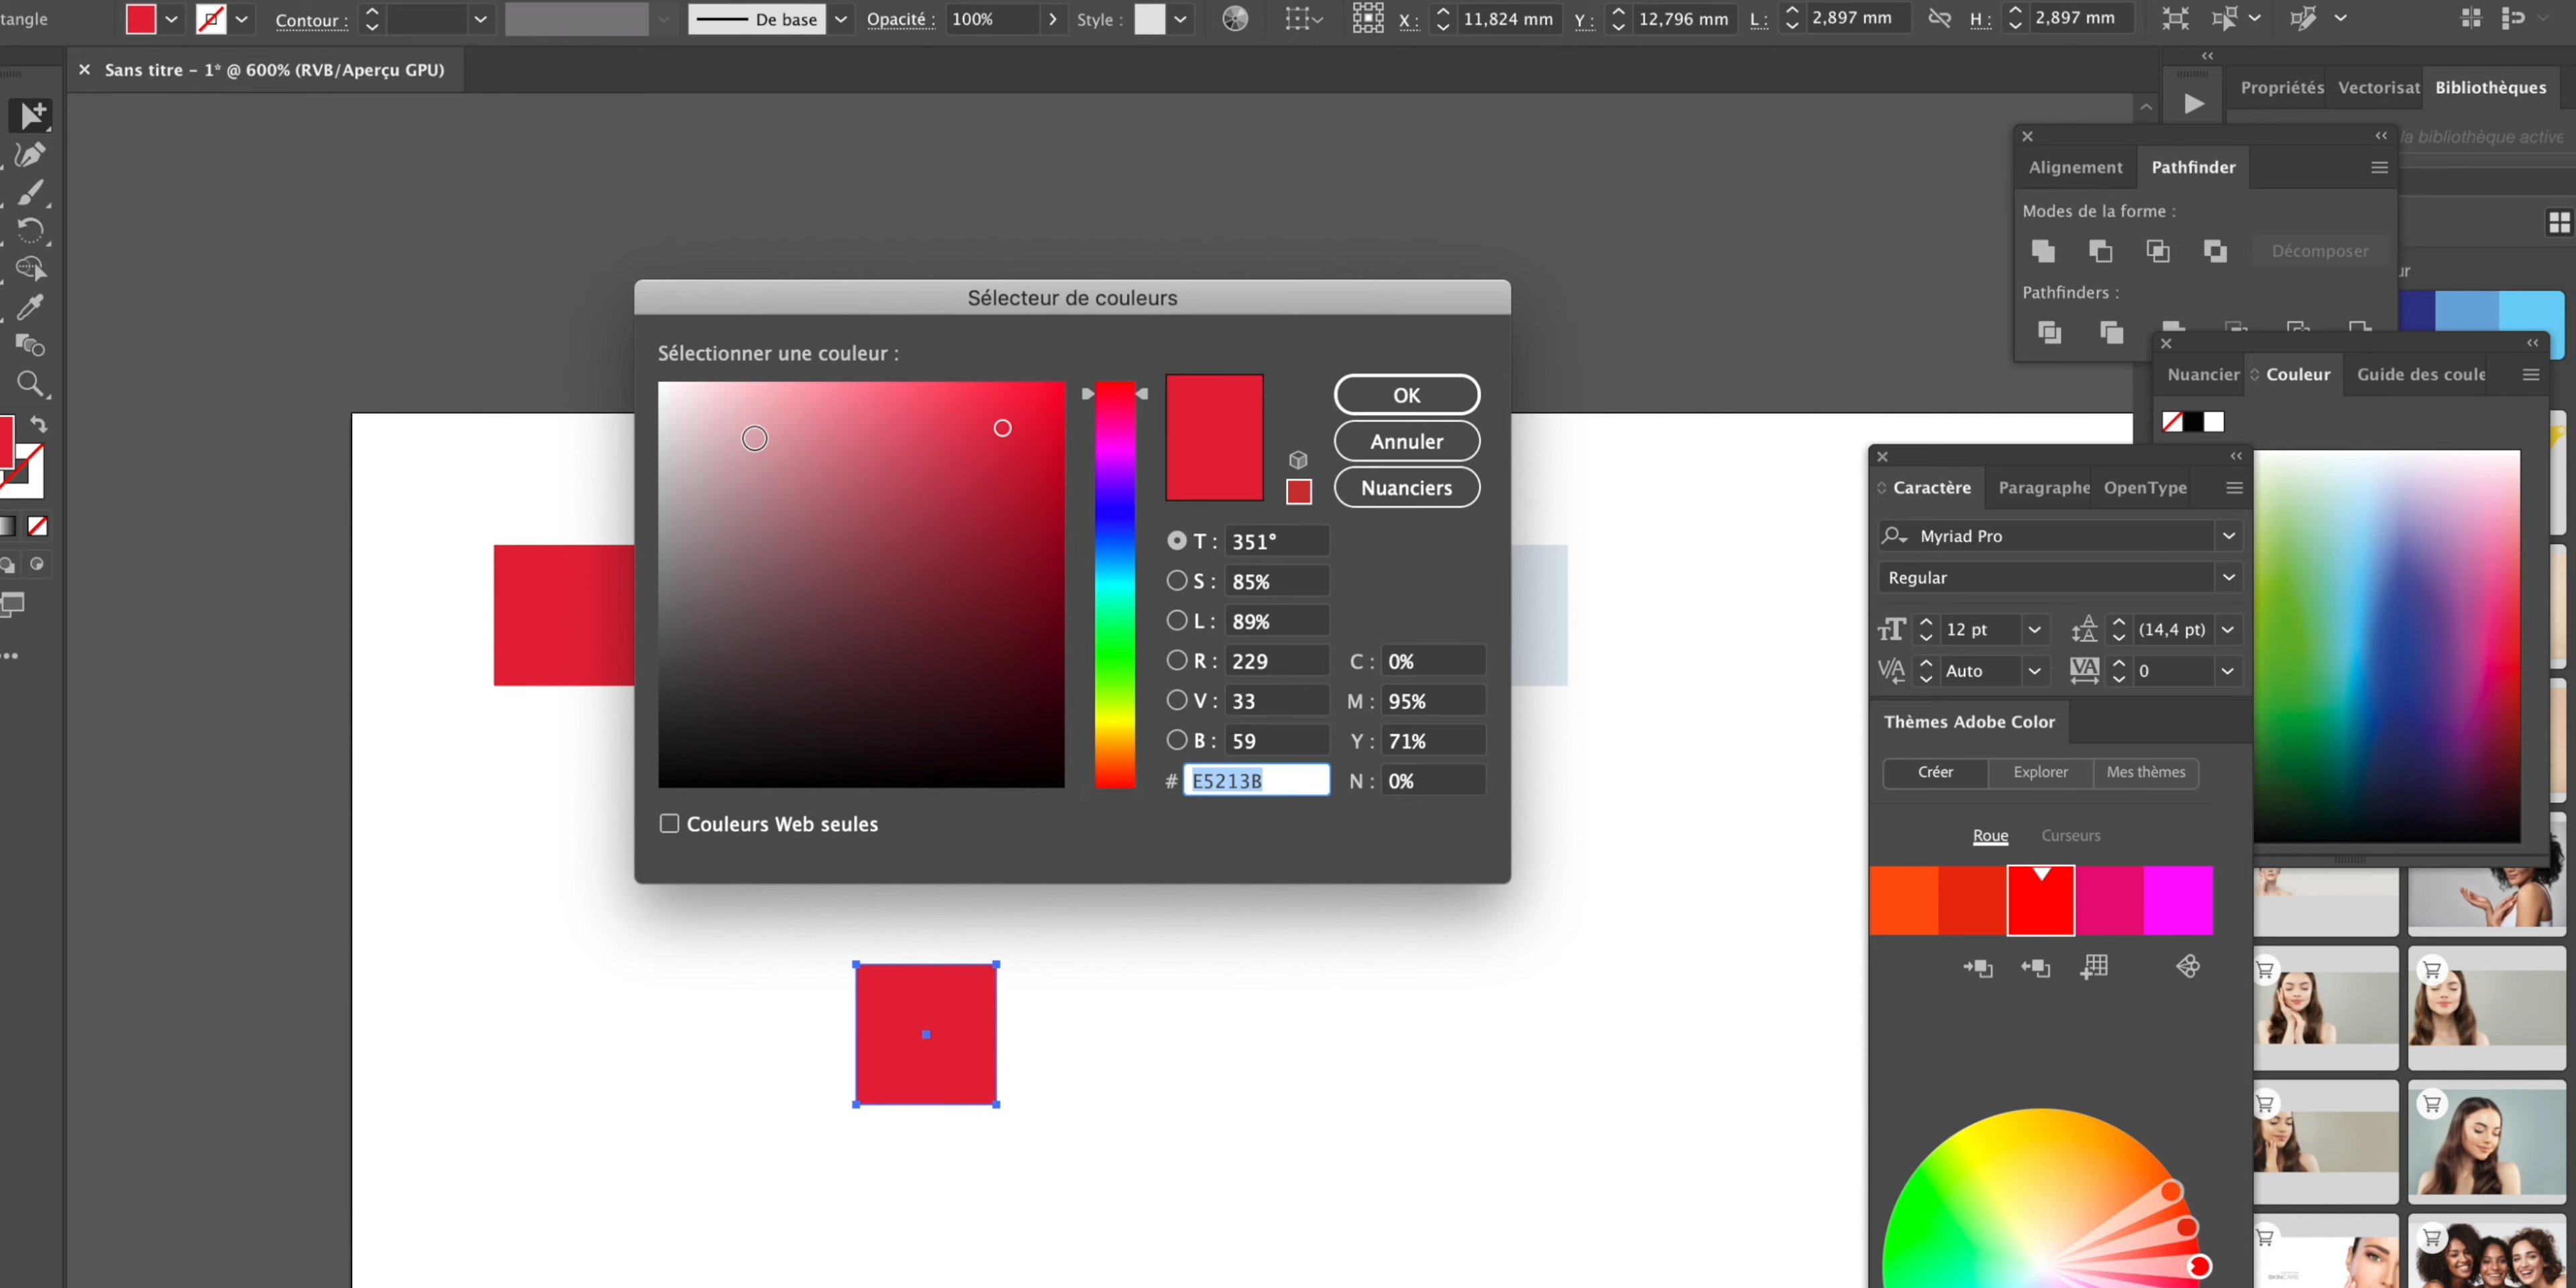 tangle
Contour :
De base
Opacité :
100%
Style :
X :
11,824 mm
Y :
12,796 mm
L :
2,897 mm
H :
2,897 mm
Sans titre – 1* @ 600% (RVB/Aperçu GPU)
Propriétés
Vectorisat
Bibliothèques
la bibliothèque active
Alignement
Pathfinder
Modes de la forme :
Décomposer
ur
Pathfinders :
Sélecteur de couleurs
Sélectionner une couleur :
OK
Annuler
Nuanciers
T : 351°
S : 85%
L : 89%
R : 229
C : 0%
V : 33
M : 95%
B : 59
Y : 71%
# E5213B
N : 0%
Couleurs Web seules
Nuancier
Couleur
Guide des coule
Caractère
Paragraphe
OpenType
Myriad Pro
Regular
12 pt
(14,4 pt)
Auto
0
Thèmes Adobe Color
Créer
Explorer
Mes thèmes
Roue
Curseurs